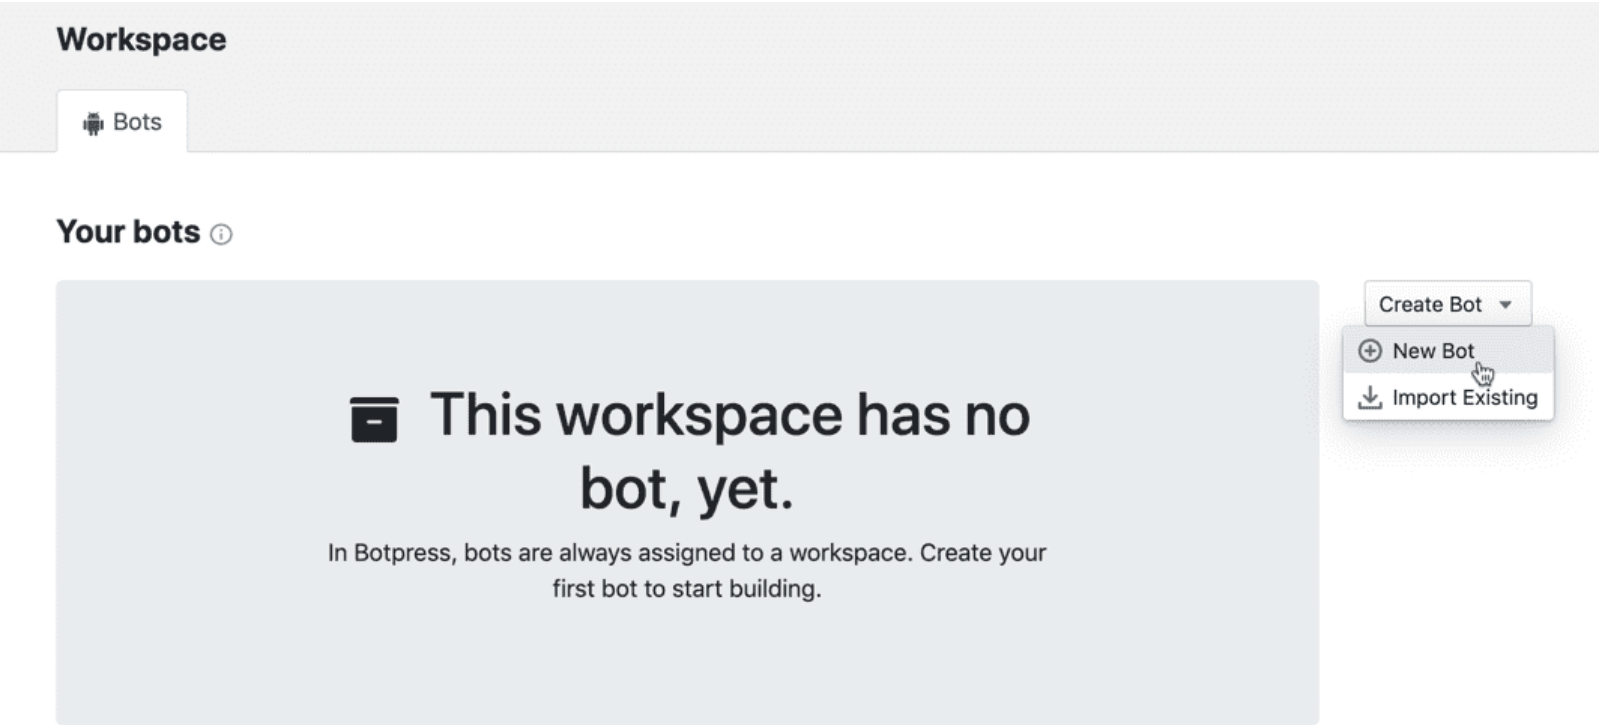 Workspace
Bots
Your bots
Create Bot
New Bot
Import Existing
This workspace has no
bot, yet.
In Botpress, bots are always assigned to a workspace. Create your
first bot to start building.